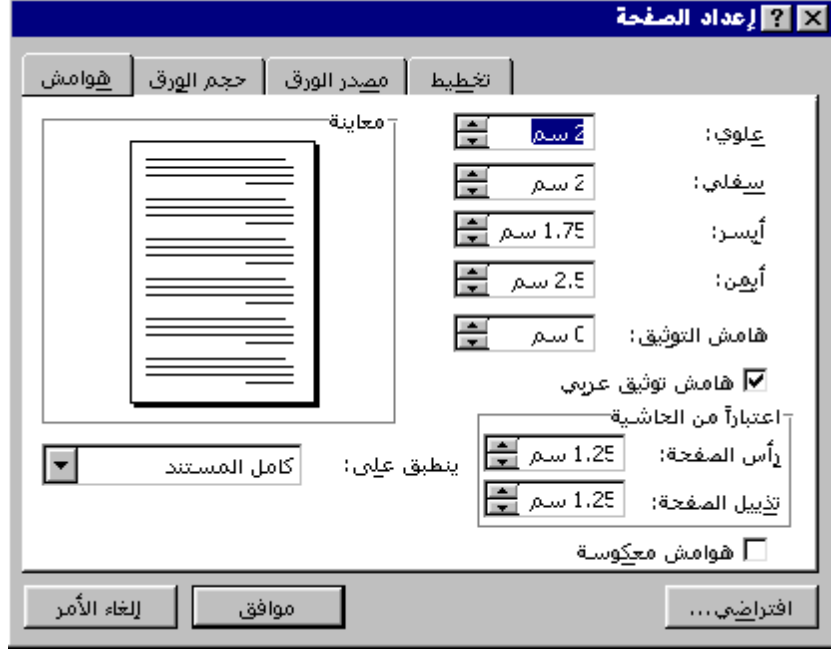 إعداد الصفحة ? X
هوامش حجم الورق مصدر الورق تخطيط
معاينة
علوي: 2 سم
سفلي: 2 سم
أيسر: 1.75 سم
أيمن: 2.5 سم
هامش التوثيق: 0 سم
هامش توثيق عربي
اعتباراً من الحاشية
رأس الصفحة: 1.25 سم
تذييل الصفحة: 1.25 سم
ينطبق على: كامل المستند
هوامش معكوسة
افتراضي...
موافق
إلغاء الأمر